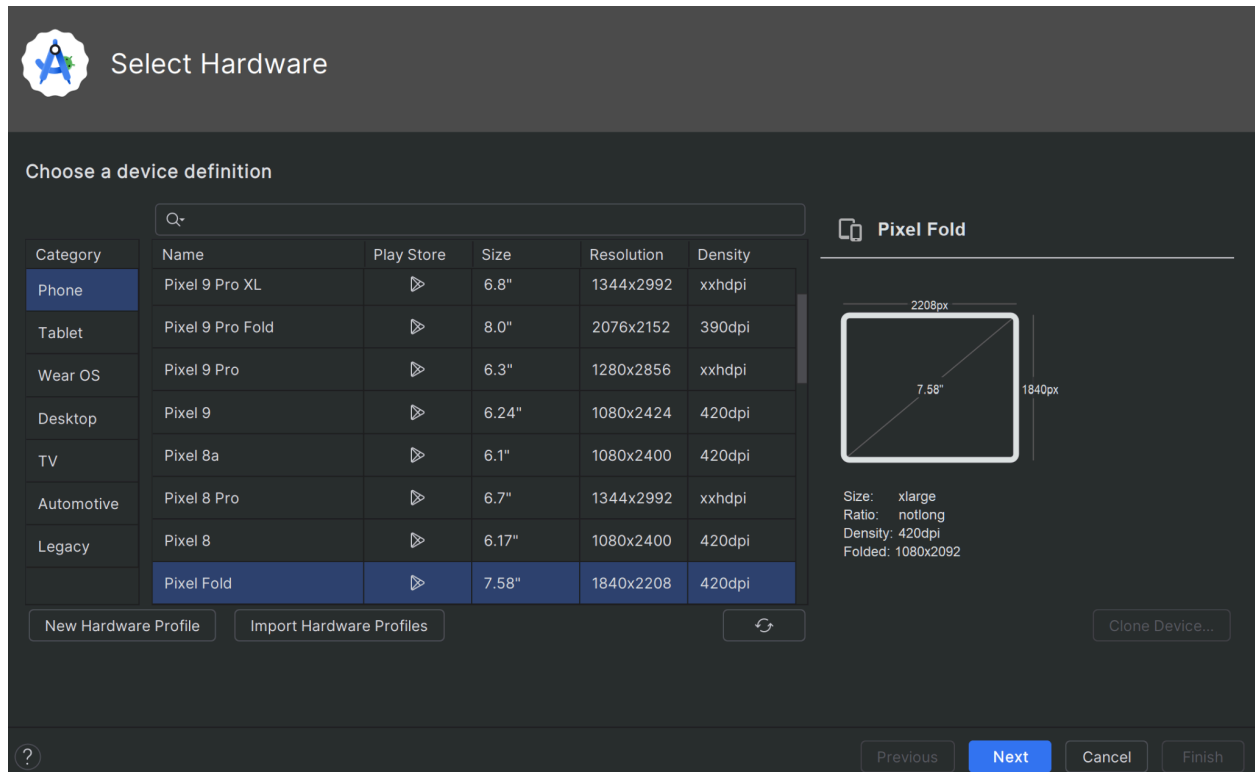 Select Hardware
Choose a device definition
Category
Phone
Tablet
Wear OS
Desktop
TV
Automotive
Legacy
Name Play Store Size Resolution Density
Pixel 9 Pro XL 6.8" 1344x2992 xxhdpi
Pixel 9 Pro Fold 8.0" 2076x2152 390dpi
Pixel 9 Pro 6.3" 1280x2856 xxhdpi
Pixel 9 6.24" 1080x2424 420dpi
Pixel 8a 6.1" 1080x2400 420dpi
Pixel 8 Pro 6.7" 1344x2992 xxhdpi
Pixel 8 6.17" 1080x2400 420dpi
Pixel Fold 7.58" 1840x2208 420dpi
Pixel Fold
2208px
7.58"
1840px
Size: xlarge
Ratio: notlong
Density: 420dpi
Folded: 1080x2092
New Hardware Profile Import Hardware Profiles Clone Device...
? Previous Next Cancel Finish